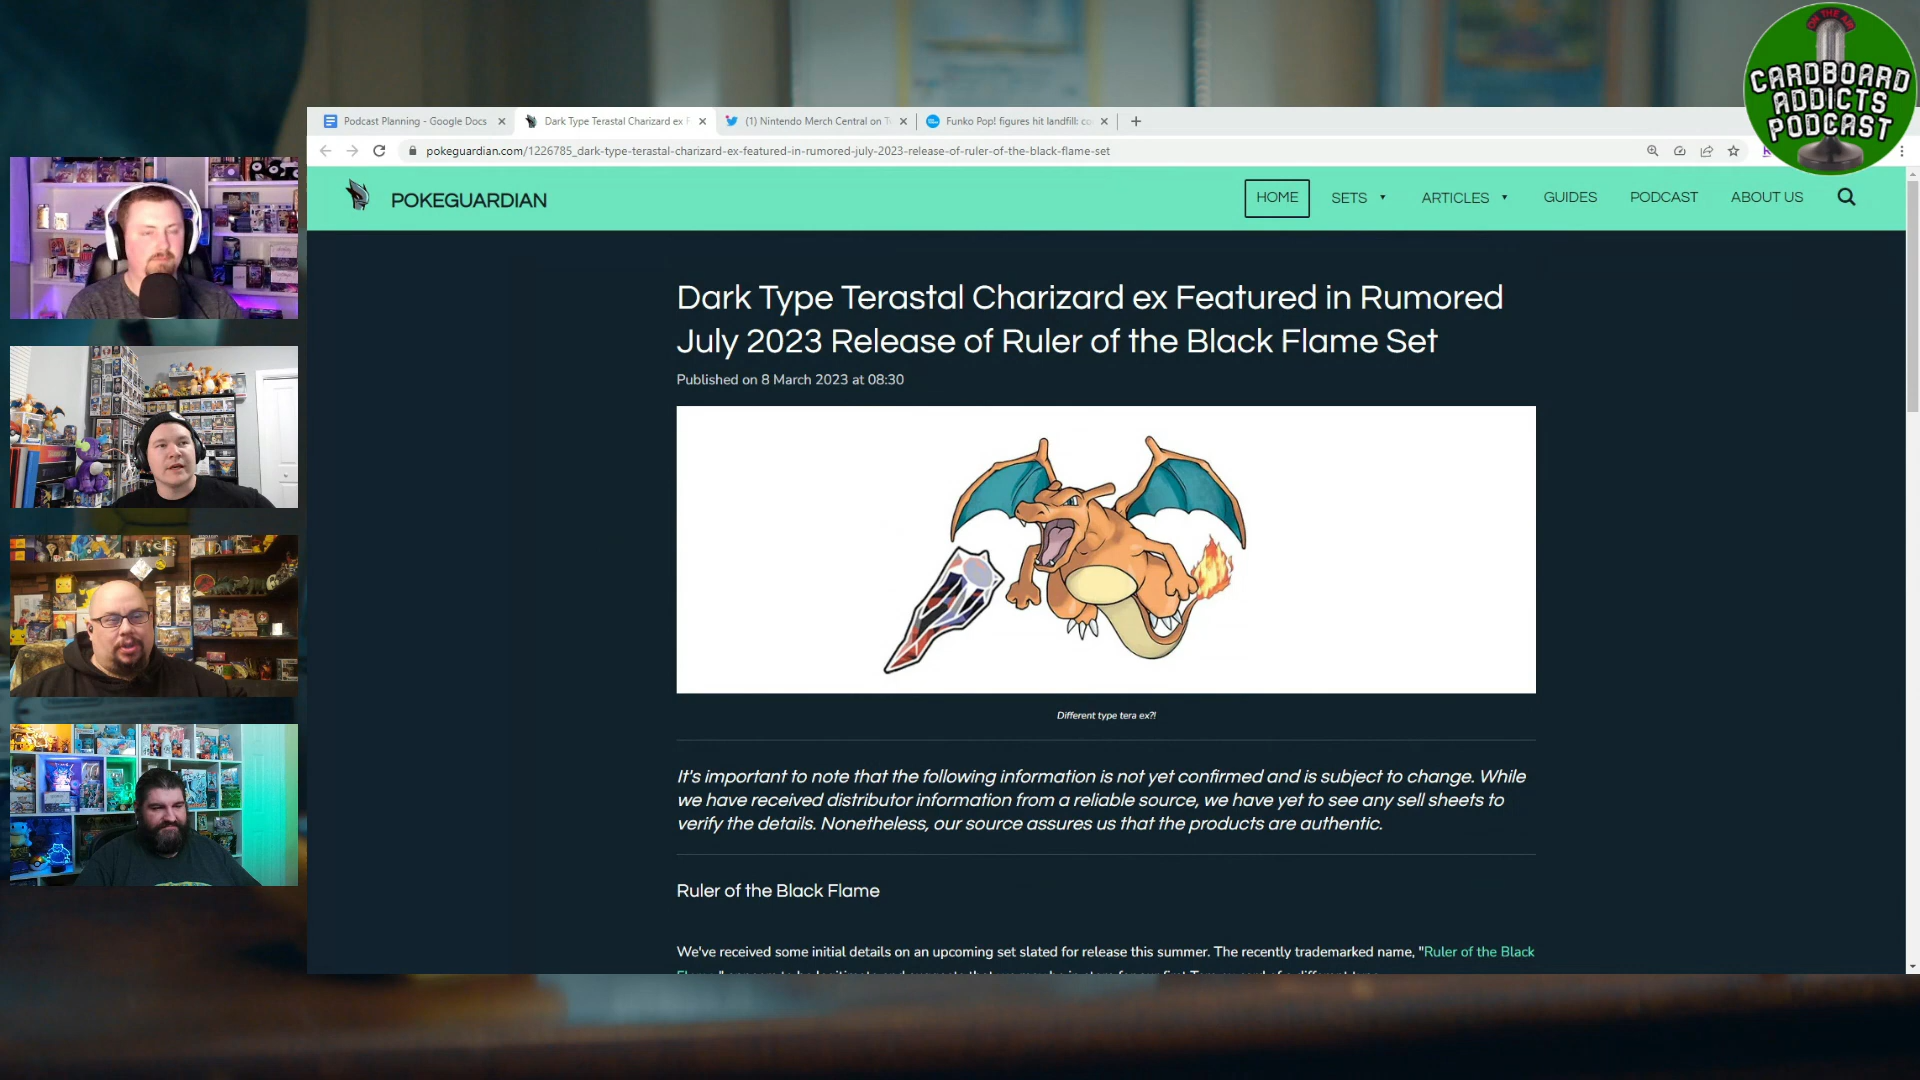 ON THE AIR
CARDBOARD
ADDICTS
PODCAST
Podcast Planning - Google Docs
Dark Type Terastal Charizard ex F
(1) Nintendo Merch Central on T
Funko Pop! figures hit landfill: co
pokeguardian.com/1226785_dark-type-terastal-charizard-ex-featured-in-rumored-july-2023-release-of-ruler-of-the-black-flame-set
POKEGUARDIAN
HOME
SETS
ARTICLES
GUIDES
PODCAST
ABOUT US
Dark Type Terastal Charizard ex Featured in Rumored
July 2023 Release of Ruler of the Black Flame Set
Published on 8 March 2023 at 08:30
Different type tera ex?!
It's important to note that the following information is not yet confirmed and is subject to change. While
we have received distributor information from a reliable source, we have yet to see any sell sheets to
verify the details. Nonetheless, our source assures us that the products are authentic.
Ruler of the Black Flame
We've received some initial details on an upcoming set slated for release this summer. The recently trademarked name, "Ruler of the Black